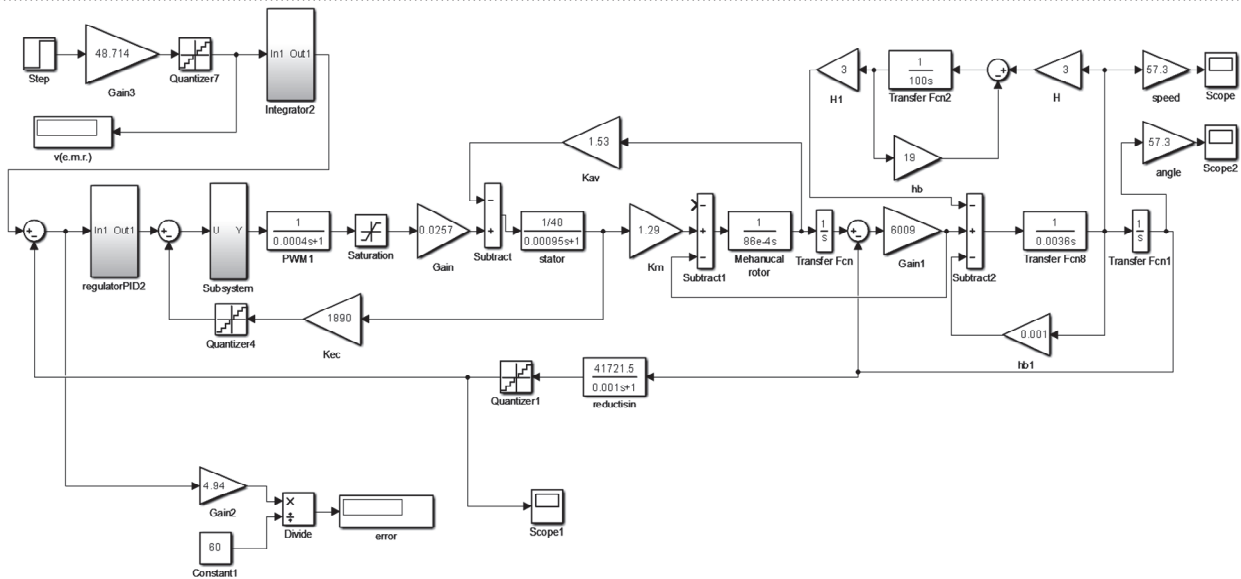 48.714
Step
Gain3
Quantizer7
In1 Out1
Integrator2
v(e.m.r.)
3
H1
1
100s
Transfer Fcn2
3
H
57.3
speed
Scope
19
hb
57.3
angle
Scope2
1.53
Kav
In1 Out1
regulatorPID2
U Y
Subsystem
1
0.0004s+1
PWM1
Saturation
0.0257
Gain
Subtract
1/40
0.00095s+1
stator
1.29
Km
Subtract1
1
86e-4s
Mehanucal
rotor
1
s
Transfer Fcn
6009
Gain1
Subtract2
1
0.0036s
Transfer Fcn8
1
s
Transfer Fcn1
Quantizer4
1890
Kec
0.001
hb1
Quantizer1
41721.5
0.001s+1
reductisin
4.94
Gain2
60
Constant1
Divide
error
Scope1